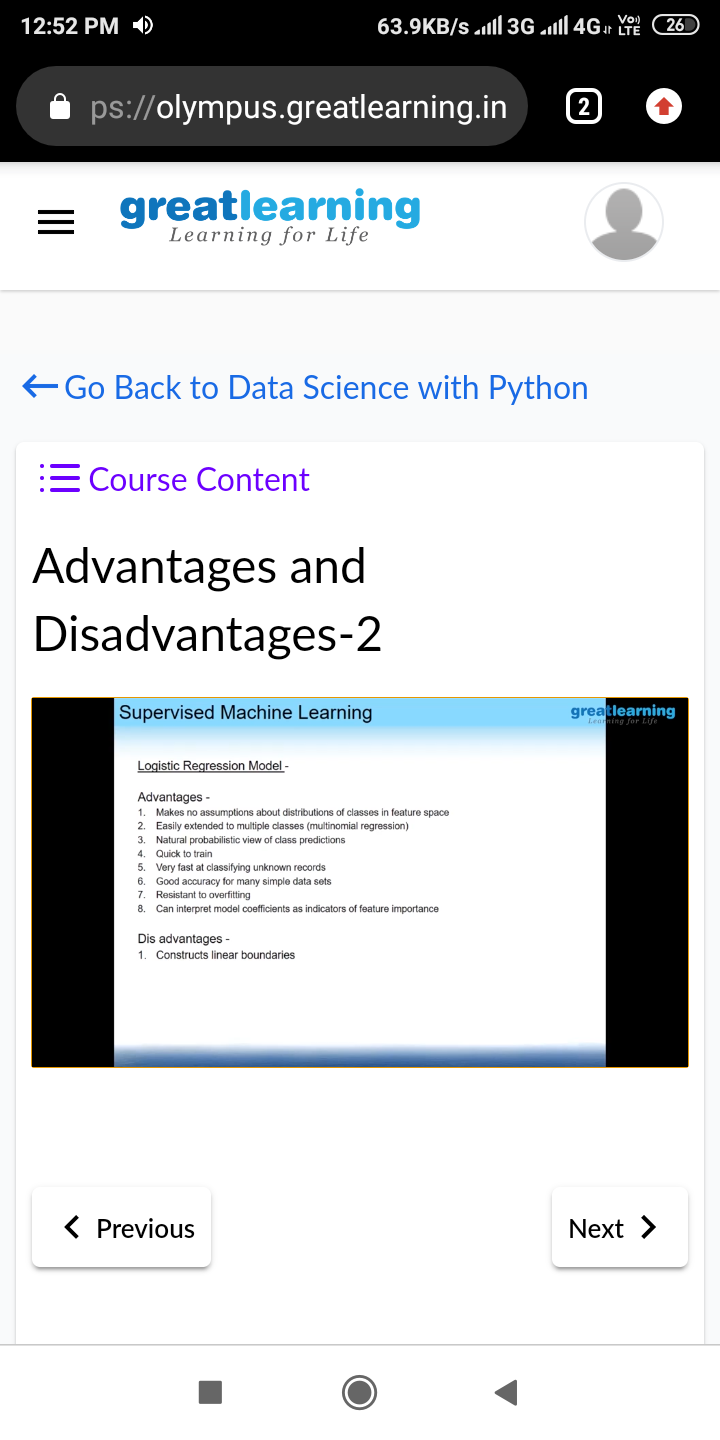 12:52 PM 63.9KB/s 3G 4G Vo) LTE 26
ps://olympus.greatlearning.in 2
greatlearning
Learning for Life
Go Back to Data Science with Python
Course Content
Advantages and
Disadvantages-2
Supervised Machine Learning greatlearning
Learning for Life
Logistic Regression Model -
Advantages -
1. Makes no assumptions about distributions of classes in feature space
2. Easily extended to multiple classes (multinomial regression)
3. Natural probabilistic view of class predictions
4. Quick to train
5. Very fast at classifying unknown records
6. Good accuracy for many simple data sets
7. Resistant to overfitting
8. Can interpret model coefficients as indicators of feature importance
Dis advantages -
1. Constructs linear boundaries
Previous Next